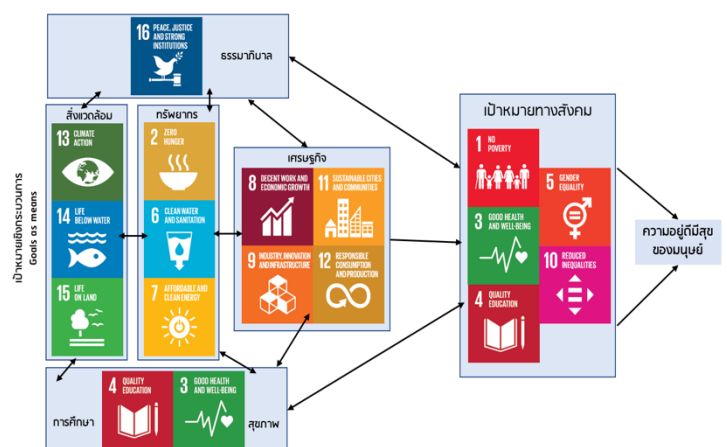 16 PEACE, JUSTICE
AND STRONG
INSTITUTIONS
ธรรมาภิบาล
สิ่งแวดล้อม
ทรัพยากร
13 CLIMATE
ACTION
2 ZERO
HUNGER
14 LIFE
BELOW WATER
6 CLEAN WATER
AND SANITATION
15 LIFE
ON LAND
7 AFFORDABLE AND
CLEAN ENERGY
เป้าหมายเชิงกระบวนการ
Goals as means
เศรษฐกิจ
8 DECENT WORK AND
ECONOMIC GROWTH
11 SUSTAINABLE CITIES
AND COMMUNITIES
9 INDUSTRY, INNOVATION
AND INFRASTRUCTURE
12 RESPONSIBLE
CONSUMPTION
AND PRODUCTION
การศึกษา
4 QUALITY
EDUCATION
3 GOOD HEALTH
AND WELL-BEING
สุขภาพ
เป้าหมายทางสังคม
1 NO
POVERTY
5 GENDER
EQUALITY
3 GOOD HEALTH
AND WELL-BEING
10 REDUCED
INEQUALITIES
4 QUALITY
EDUCATION
ความอยู่ดีมีสุข
ของมนุษย์